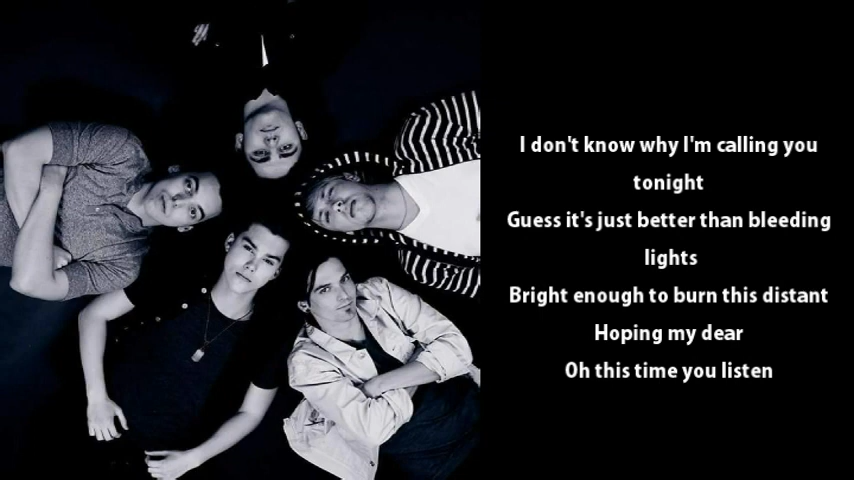 I don't know why I'm calling you
tonight
Guess it's just better than bleeding
lights
Bright enough to burn this distant
Hoping my dear
Oh this time you listen